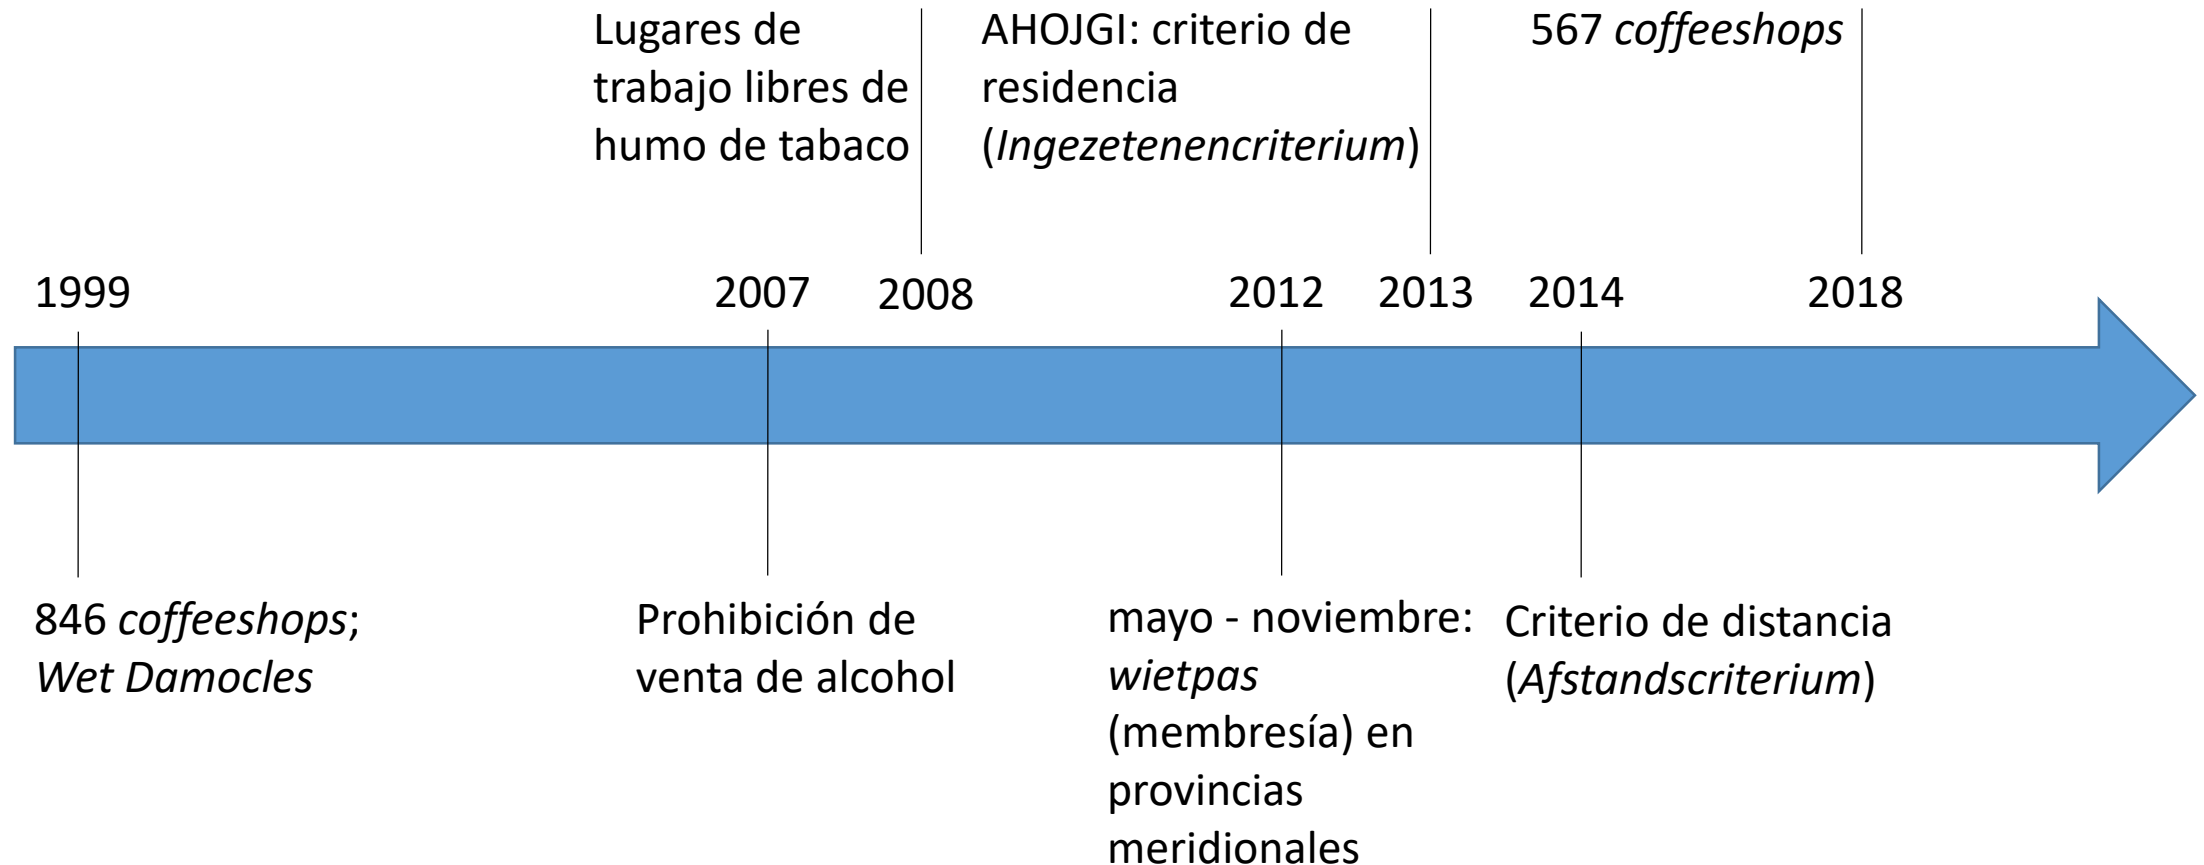 Lugares de
trabajo libres de
humo de tabaco
AHOJGI: criterio de
residencia
(Ingezetenencriterium)
567 coffeeshops
1999
2007
2008
2012
2013
2014
2018
846 coffeeshops;
Wet Damocles
Prohibición de
venta de alcohol
mayo - noviembre:
wietpas
(membresía) en
provincias
meridionales
Criterio de distancia
(Afstandscriterium)